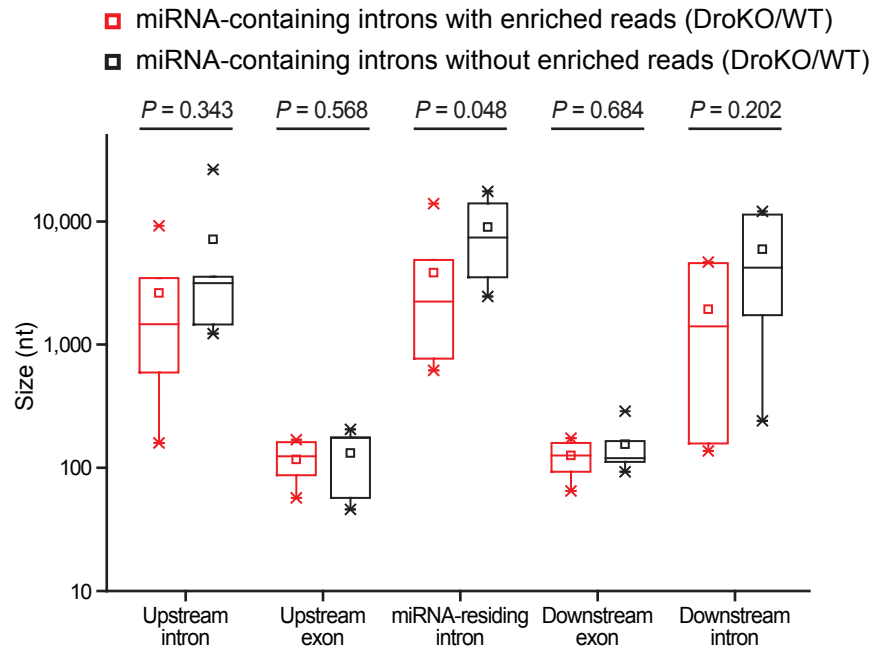 miRNA-containing introns with enriched reads (DroKO/WT)
miRNA-containing introns without enriched reads (DroKO/WT)
P = 0.343 P = 0.568 P = 0.048 P = 0.684 P = 0.202
Size (nt)
10,000
1,000
100
10
Upstream intron
Upstream exon
miRNA-residing intron
Downstream exon
Downstream intron